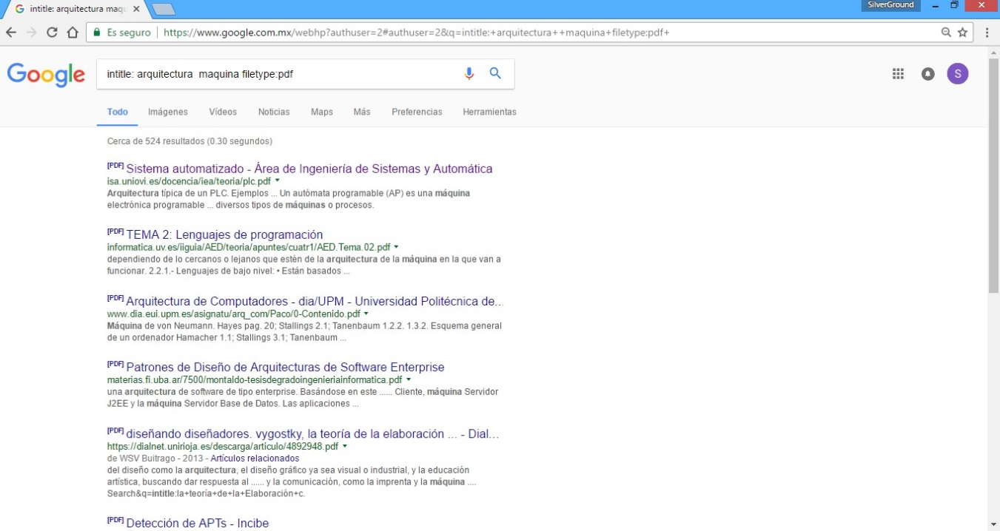 intitle: arquitectura maqu
SilverGround
Es seguro | https://www.google.com.mx/webhp?authuser=2#authuser=2&q=intitle:+arquitectura++maquina+filetype:pdf+
Google
intitle: arquitectura  maquina filetype:pdf
S
Todo Imágenes Vídeos Noticias Maps Más Preferencias Herramientas
Cerca de 524 resultados (0.30 segundos)
[PDF] Sistema automatizado - Área de Ingeniería de Sistemas y Automática
isa.uniovi.es/docencia/iea/teoria/plc.pdf
Arquitectura típica de un PLC. Ejemplos ... Un autómata programable (AP) es una máquina
electrónica programable ... diversos tipos de máquinas o procesos.
[PDF] TEMA 2: Lenguajes de programación
informatica.uv.es/iiguia/AED/teoria/apuntes/cuatr1/AED.Tema.02.pdf
dependiendo de lo cercanos o lejanos que estén de la arquitectura de la máquina en la que van a
funcionar. 2.2.1.- Lenguajes de bajo nivel: • Están basados ...
[PDF] Arquitectura de Computadores - dia/UPM - Universidad Politécnica de...
www.dia.eui.upm.es/asignatu/arq_com/Paco/0-Contenido.pdf
Máquina de von Neumann. Hayes pag. 20; Stallings 2.1; Tanenbaum 1.2.2. 1.3.2. Esquema general
de un ordenador Hamacher 1.1; Stallings 3.1; Tanenbaum ...
[PDF] Patrones de Diseño de Arquitecturas de Software Enterprise
materias.fi.uba.ar/7500/montaldo-tesisdegradoingenieriainformatica.pdf
una arquitectura de software de tipo enterprise. Basándose en este ...... Cliente, máquina Servidor
J2EE y la máquina Servidor Base de Datos. Las aplicaciones ...
[PDF] diseñando diseñadores. vygostky, la teoría de la elaboración ... - Dial...
https://dialnet.unirioja.es/descarga/articulo/4892948.pdf
de WSV Buitrago - 2013 - Artículos relacionados
del diseño como la arquitectura, el diseño gráfico ya sea visual o industrial, y la educación
artística, buscando dar respuesta al ...... y la comunicación, como la imprenta y la máquina ....
Search&q=intitle:la+teoría+de+la+Elaboración+c.
[PDF] Detección de APTs - Incibe